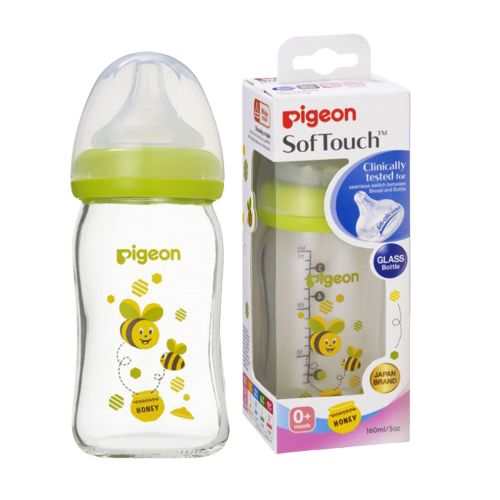 pigeon
HONEY
pigeon
SofTouch™
Clinically
tested for
seamless switch between
Breast and Bottle
GLASS
Bottle
pigeon
JAPAN
BRAND
0+
month
HONEY
160ml/5oz